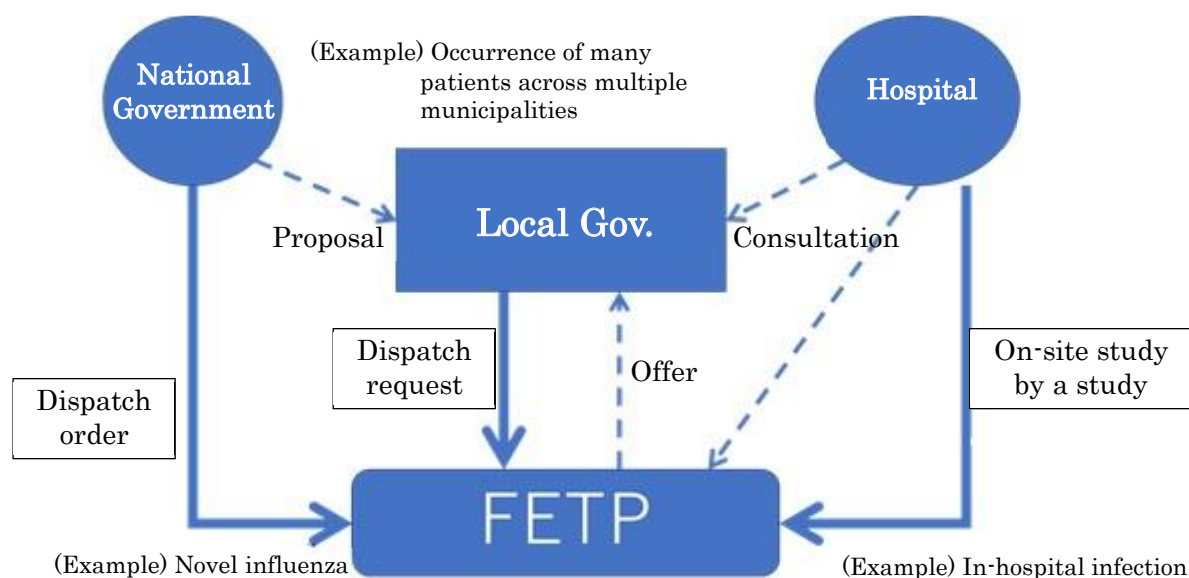 National
Government
(Example) Occurrence of many
patients across multiple
municipalities
Hospital
Local Gov.
Proposal
Consultation
Dispatch
request
Offer
On-site study
by a study
Dispatch
order
FETP
(Example) Novel influenza
(Example) In-hospital infection